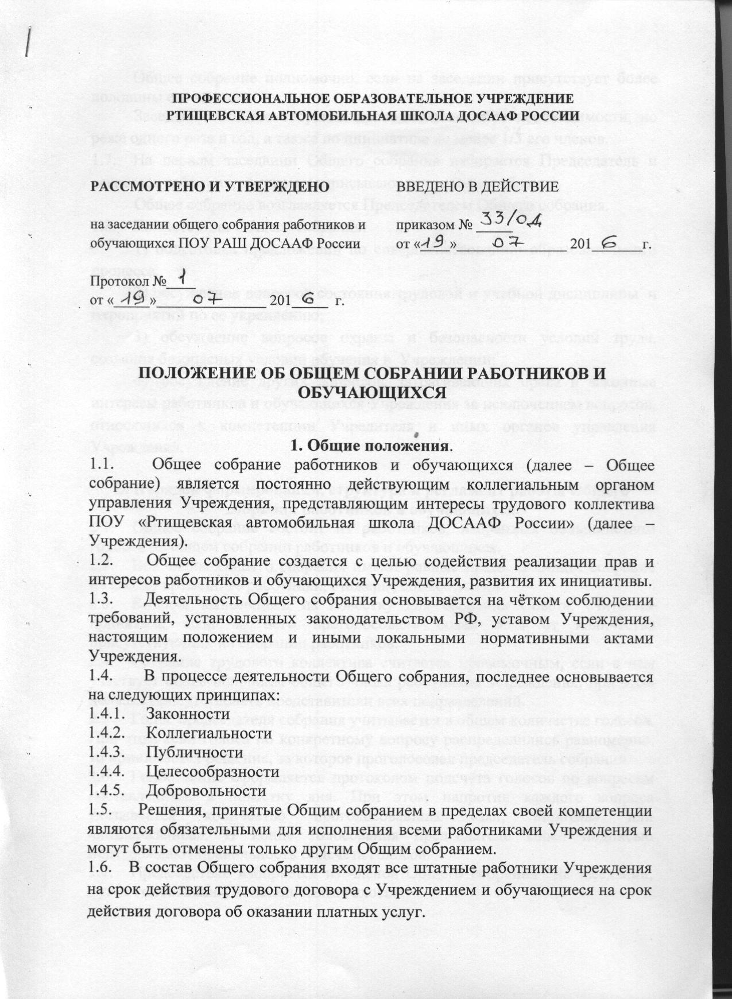 ПРОФЕССИОНАЛЬНОЕ ОБРАЗОВАТЕЛЬНОЕ УЧРЕЖДЕНИЕ
РТИЩЕВСКАЯ АВТОМОБИЛЬНАЯ ШКОЛА ДОСААФ РОССИИ
РАССМОТРЕНО И УТВЕРЖДЕНО
на заседании общего собрания работников и
обучающихся ПОУ РАШ ДОСААФ России
Протокол № 1
от « 19 » 07 201 6 г.
ВВЕДЕНО В ДЕЙСТВИЕ
приказом № 33/ОД
от «19 » 07 201 6 г.
ПОЛОЖЕНИЕ ОБ ОБЩЕМ СОБРАНИИ РАБОТНИКОВ И
ОБУЧАЮЩИХСЯ
1. Общие положения.
1.1. Общее собрание работников и обучающихся (далее – Общее
собрание) является постоянно действующим коллегиальным органом
управления Учреждения, представляющим интересы трудового коллектива
ПОУ «Ртищевская автомобильная школа ДОСААФ России» (далее –
Учреждения).
1.2. Общее собрание создается с целью содействия реализации прав и
интересов работников и обучающихся Учреждения, развития их инициативы.
1.3. Деятельность Общего собрания основывается на чётком соблюдении
требований, установленных законодательством РФ, уставом Учреждения,
настоящим положением и иными локальными нормативными актами
Учреждения.
1.4. В процессе деятельности Общего собрания, последнее основывается
на следующих принципах:
1.4.1. Законности
1.4.2. Коллегиальности
1.4.3. Публичности
1.4.4. Целесообразности
1.4.5. Добровольности
1.5. Решения, принятые Общим собранием в пределах своей компетенции
являются обязательными для исполнения всеми работниками Учреждения и
могут быть отменены только другим Общим собранием.
1.6. В состав Общего собрания входят все штатные работники Учреждения
на срок действия трудового договора с Учреждением и обучающиеся на срок
действия договора об оказании платных услуг.